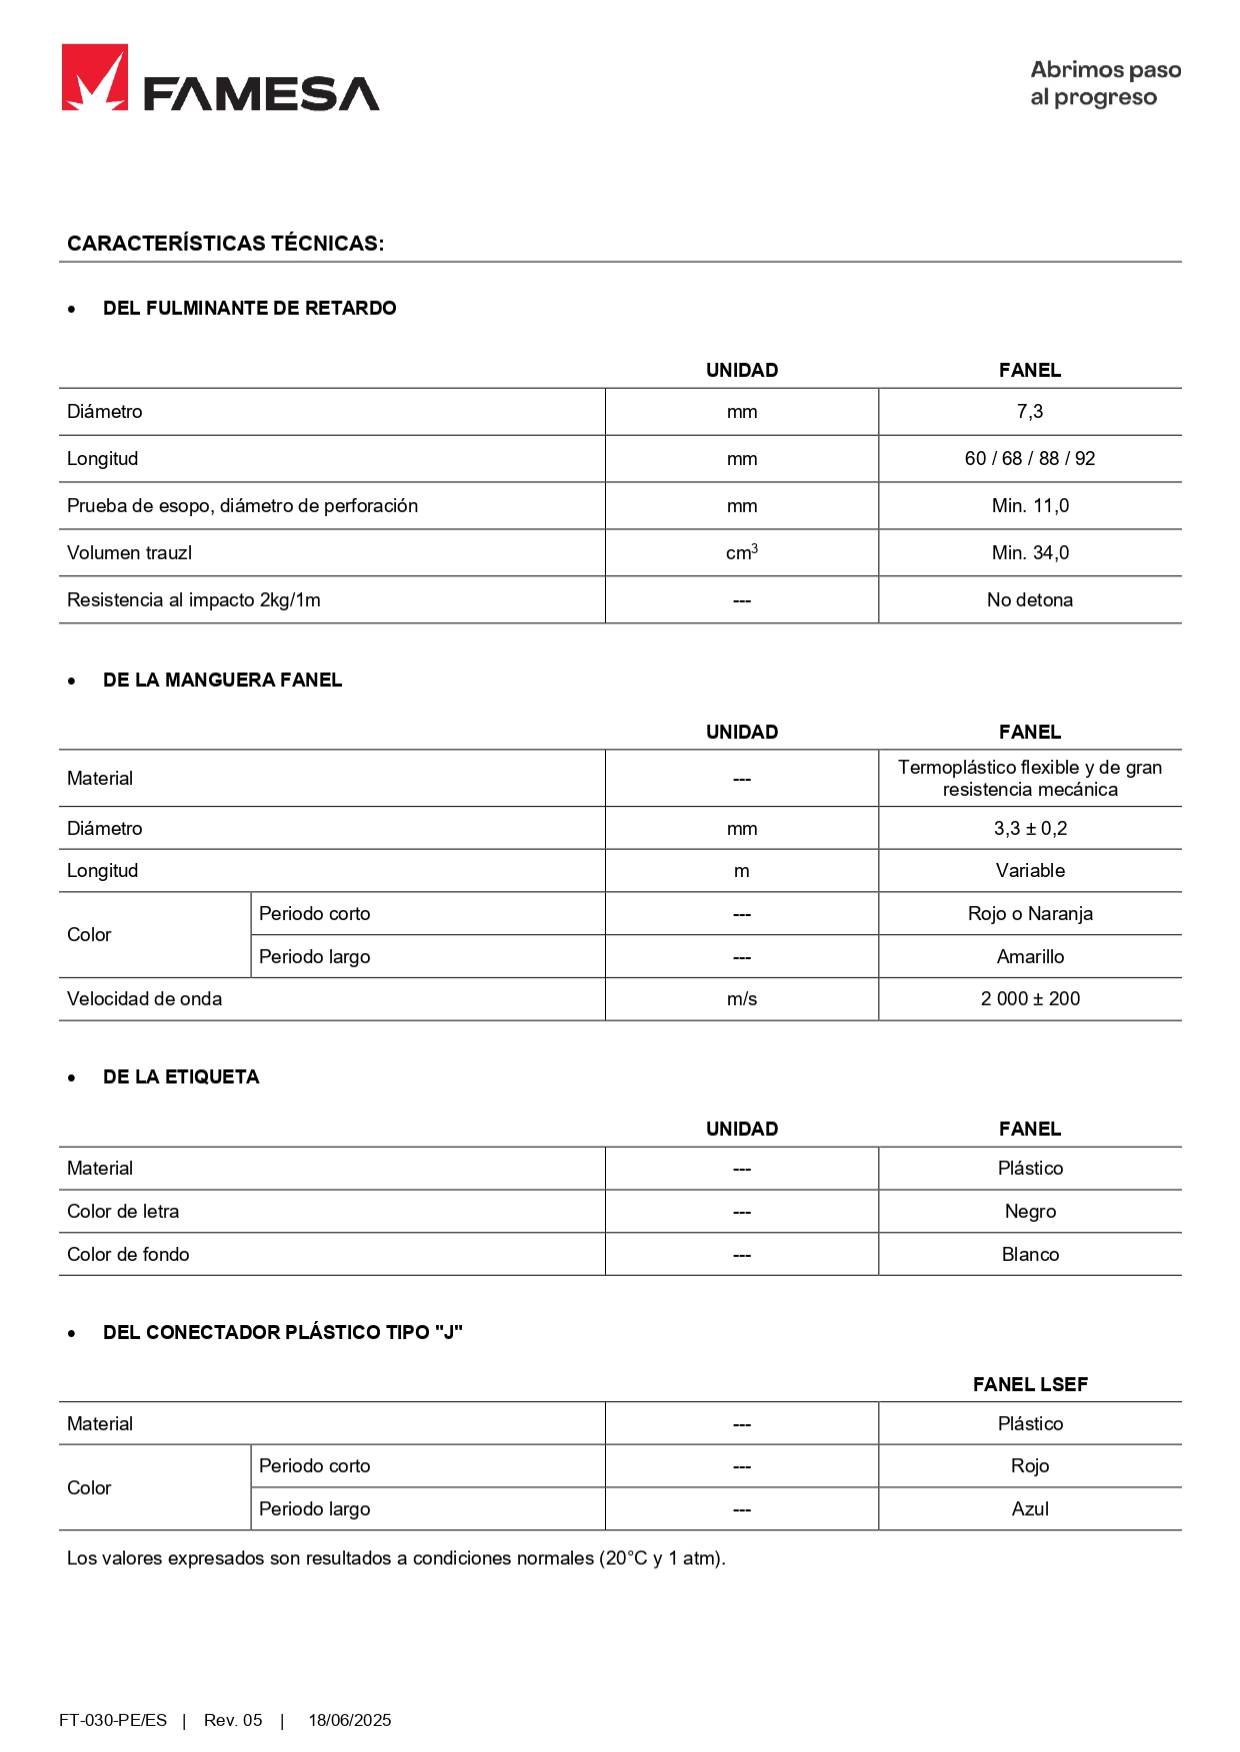 FAMESA
Abrimos paso
al progreso
CARACTERÍSTICAS TÉCNICAS:
• DEL FULMINANTE DE RETARDO
UNIDAD FANEL
Diámetro mm 7,3
Longitud mm 60 / 68 / 88 / 92
Prueba de esopo, diámetro de perforación mm Min. 11,0
Volumen trauzl cm³ Min. 34,0
Resistencia al impacto 2kg/1m --- No detona
• DE LA MANGUERA FANEL
UNIDAD FANEL
Material --- Termoplástico flexible y de gran
resistencia mecánica
Diámetro mm 3,3 ± 0,2
Longitud m Variable
Color
Periodo corto --- Rojo o Naranja
Periodo largo --- Amarillo
Velocidad de onda m/s 2 000 ± 200
• DE LA ETIQUETA
UNIDAD FANEL
Material --- Plástico
Color de letra --- Negro
Color de fondo --- Blanco
• DEL CONECTADOR PLÁSTICO TIPO "J"
FANEL LSEF
Material --- Plástico
Color
Periodo corto --- Rojo
Periodo largo --- Azul
Los valores expresados son resultados a condiciones normales (20°C y 1 atm).
FT-030-PE/ES | Rev. 05 | 18/06/2025